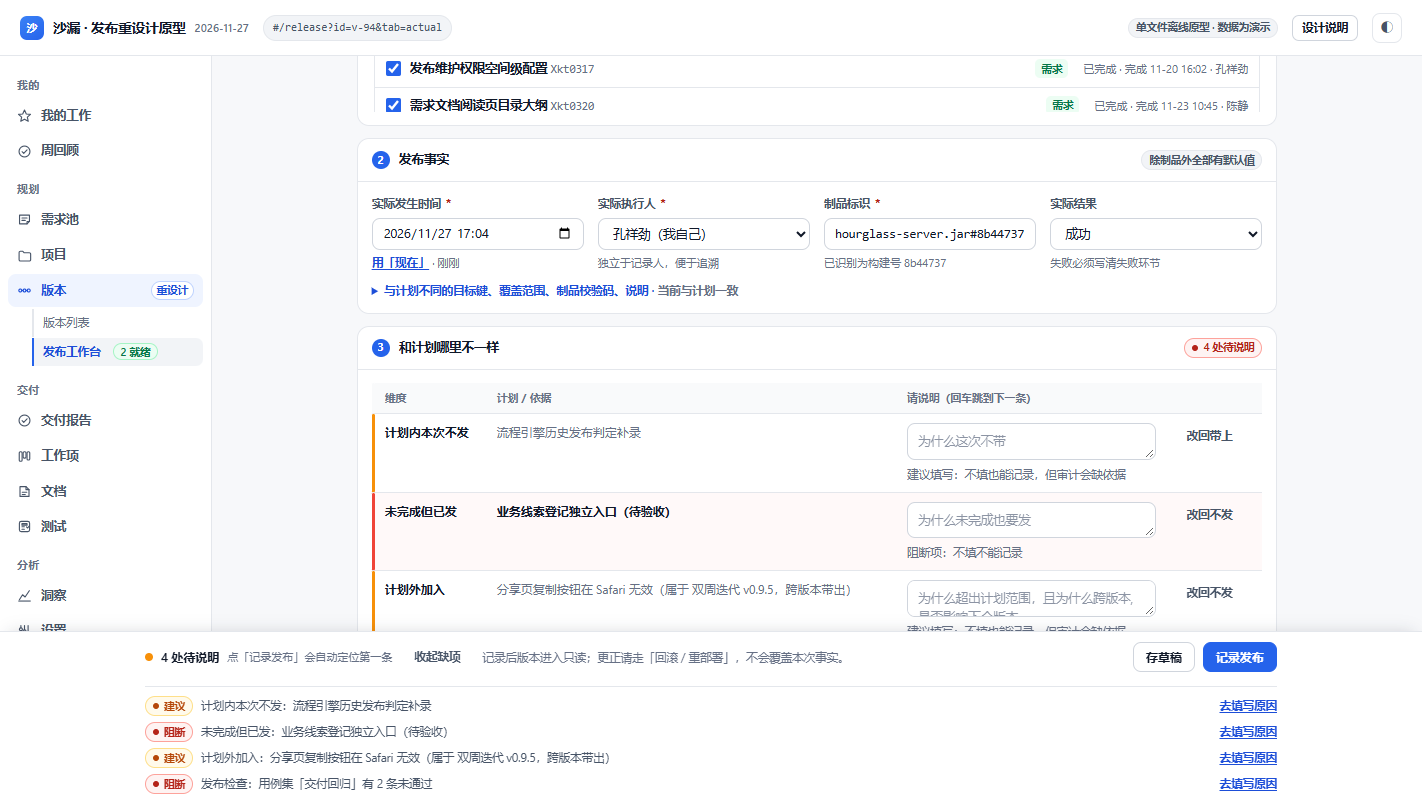 沙 沙漏 · 发布重设计原型 2026-11-27 #/release?id=v-94&tab=actual 单文件离线原型 · 数据为演示 设计说明
我的
我的工作
周回顾
规划
需求池
项目
版本 重设计
版本列表
发布工作台 2 就绪
交付
交付报告
工作项
文档
测试
分析
洞察
设置
发布维护权限空间级配置 Xkt0317 需求 已完成 · 完成 11-20 16:02 · 孔祥劲
需求文档阅读页目录大纲 Xkt0320 需求 已完成 · 完成 11-23 10:45 · 陈静
2 发布事实 除制品外全部有默认值
实际发生时间 * 实际执行人 * 制品标识 * 实际结果
2026/11/27 17:04 孔祥劲（我自己） hourglass-server.jar#8b44737 成功
用「现在」 · 刚刚 独立于记录人，便于追溯 已识别为构建号 8b44737 失败必须写清失败环节
与计划不同的目标键、覆盖范围、制品校验码、说明 · 当前与计划一致
3 和计划哪里不一样 4 处待说明
维度 计划 / 依据 请说明（回车跳到下一条）
计划内本次不发 流程引擎历史发布判定补录 为什么这次不带 改回带上
建议填写：不填也能记录，但审计会缺依据
未完成但已发 业务线索登记独立入口（待验收） 为什么未完成也要发 改回不发
阻断项：不填不能记录
计划外加入 分享页复制按钮在 Safari 无效（属于 双周迭代 v0.9.5，跨版本带出） 为什么超出计划范围，且为什么跨版本， 改回不发
是否影响下个版本
建议填写：不填也能记录，但审计会缺依据
4 处待说明 点「记录发布」会自动定位第一条 收起缺项 记录后版本进入只读；更正请走「回滚 / 重部署」，不会覆盖本次事实。 存草稿 记录发布
建议 计划内本次不发：流程引擎历史发布判定补录 去填写原因
阻断 未完成但已发：业务线索登记独立入口（待验收） 去填写原因
建议 计划外加入：分享页复制按钮在 Safari 无效（属于 双周迭代 v0.9.5，跨版本带出） 去填写原因
阻断 发布检查：用例集「交付回归」有 2 条未通过 去填写原因